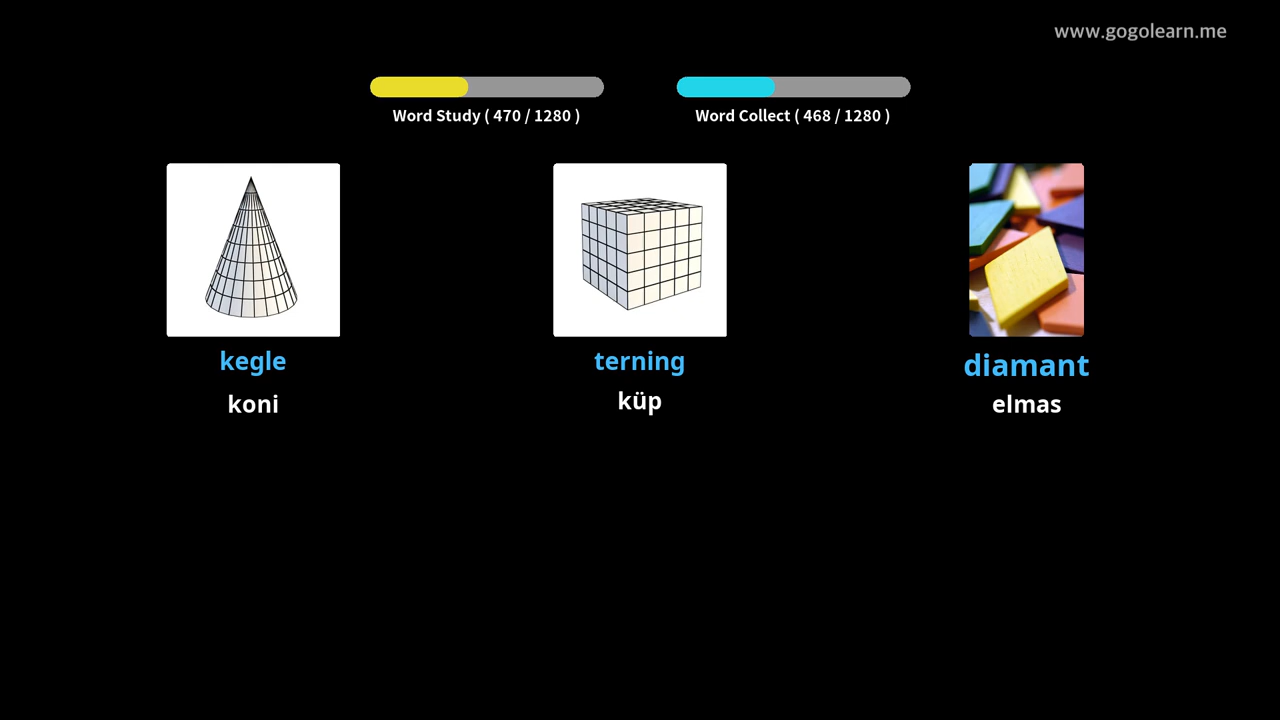 www.gogolearn.me
Word Study ( 470 / 1280 )
Word Collect ( 468 / 1280 )
kegle
terning
diamant
koni
küp
elmas